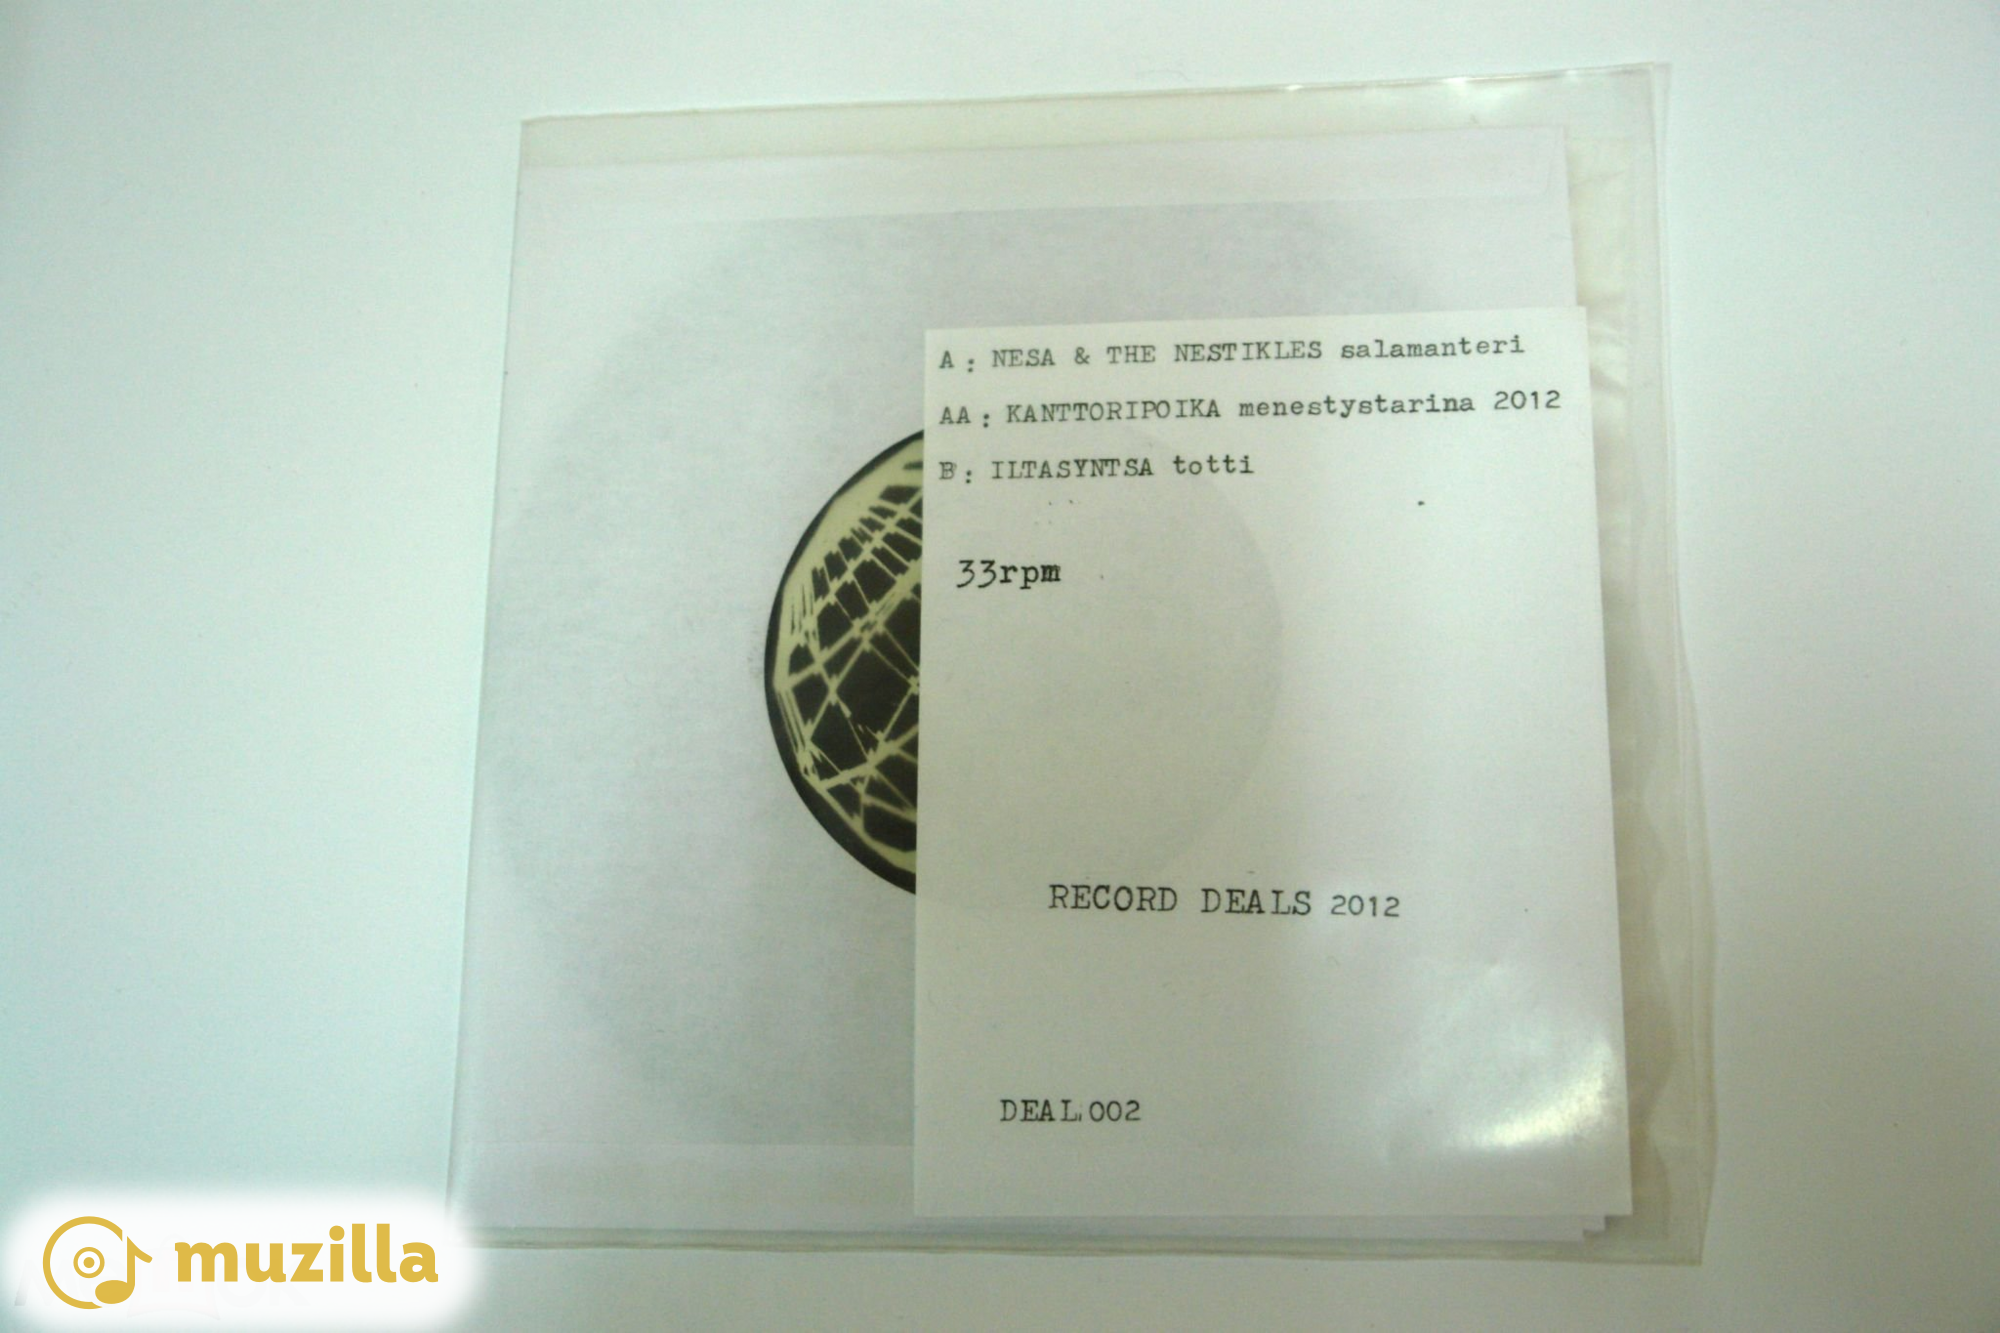 A: NESA & THE NESTIKLES salamanteri
AA: KANTTORIPOIKA menestystarina 2012
B: ILTASYNTSA totti
33rpm
RECORD DEALS 2012
DEAL 002
muzilla